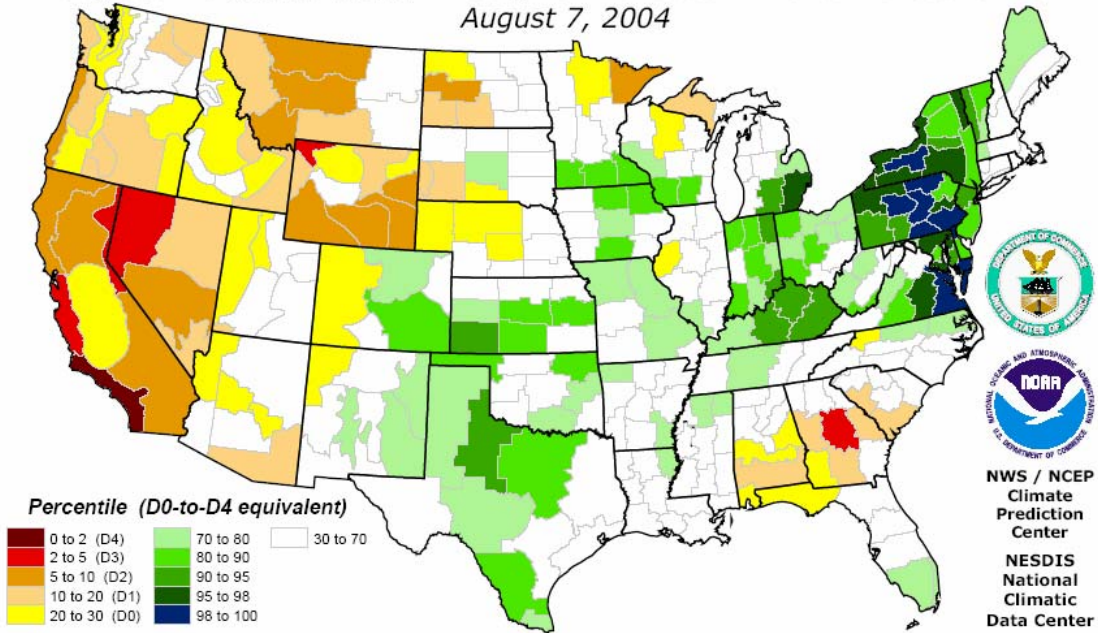 August 7, 2004
DEPARTMENT OF COMMERCE
UNITED STATES OF AMERICA
NATIONAL OCEANIC AND ATMOSPHERIC ADMINISTRATION
NOAA
U.S. DEPARTMENT OF COMMERCE
NWS / NCEP
Climate
Prediction
Center
NESDIS
National
Climatic
Data Center
Percentile (D0-to-D4 equivalent)
0 to 2 (D4)
2 to 5 (D3)
5 to 10 (D2)
10 to 20 (D1)
20 to 30 (D0)
70 to 80
80 to 90
90 to 95
95 to 98
98 to 100
30 to 70